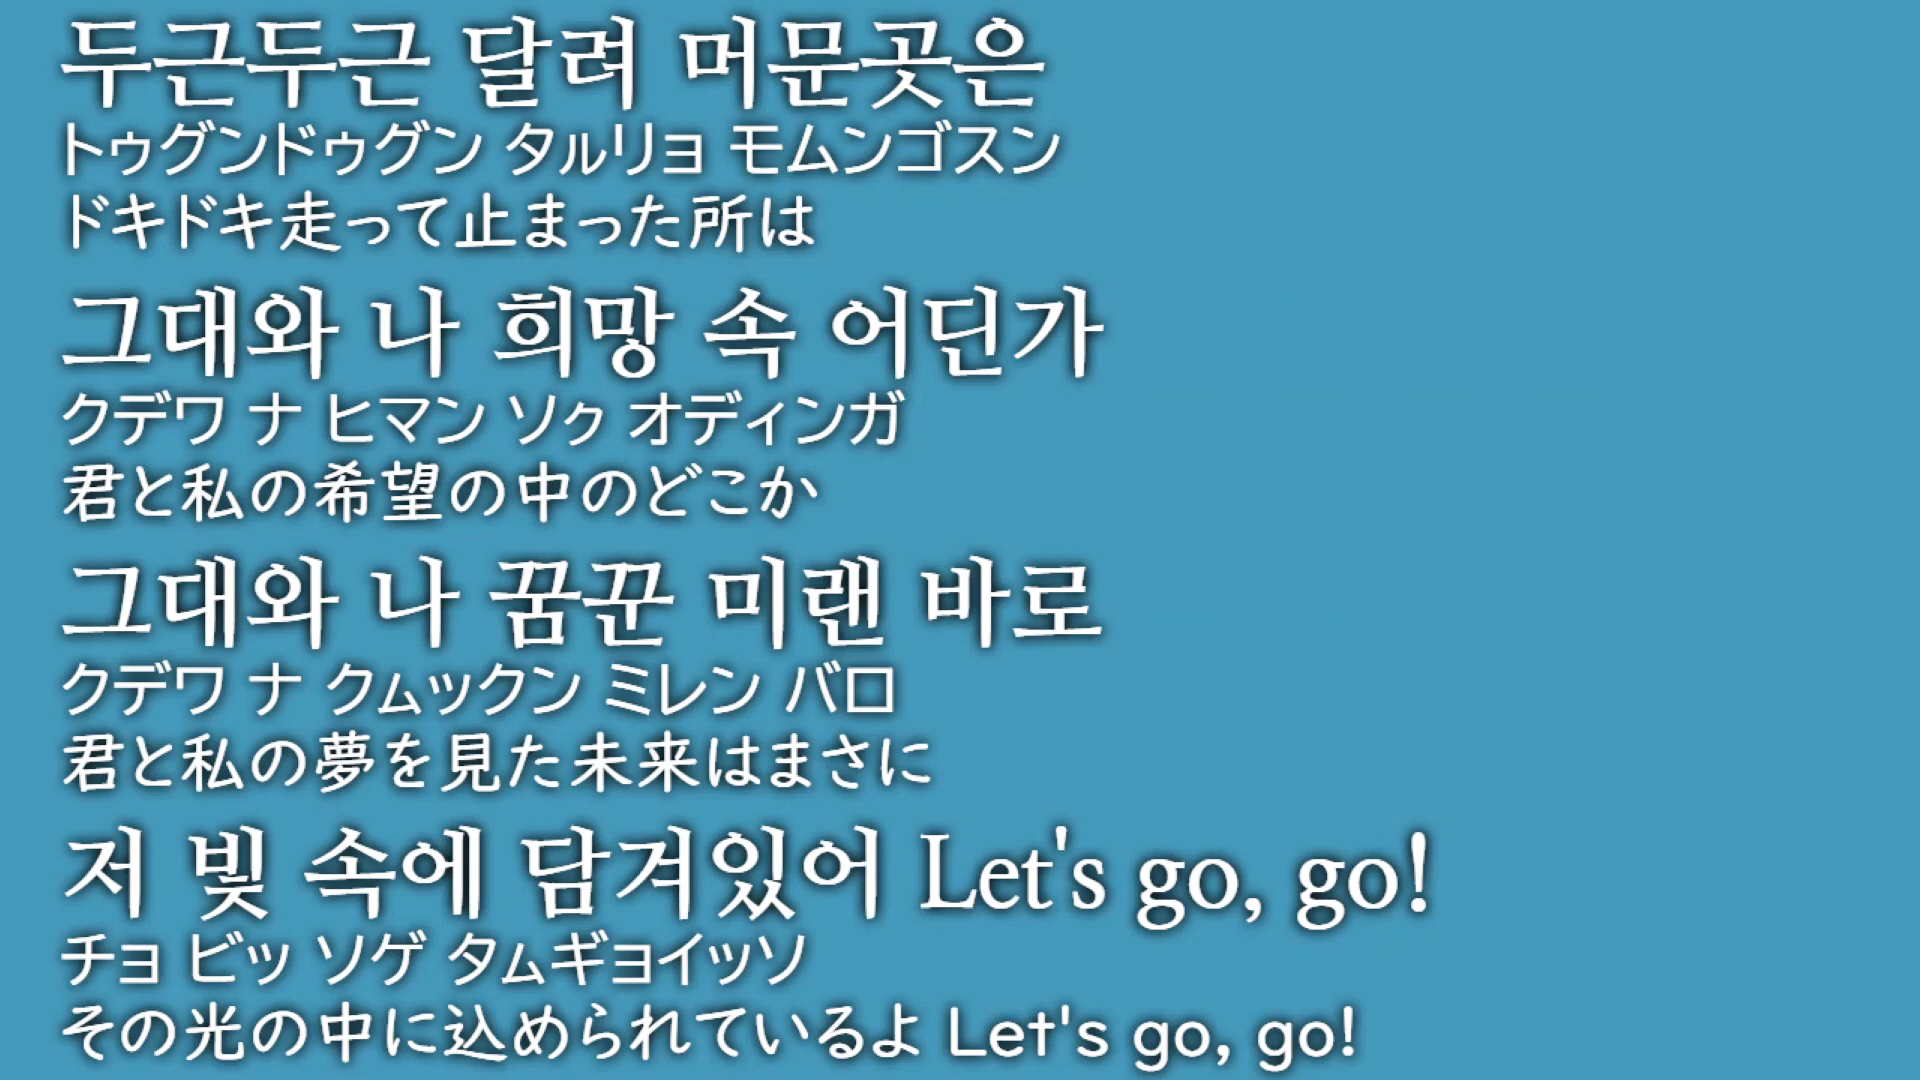 두근두근 달려 머문곳은
トゥグンドゥグン タルリョ モムンゴスン
ドキドキ走って止まった所は
그대와 나 희망 속 어딘가
クデワ ナ ヒマン ソㇰ オディンガ
君と私の希望の中のどこか
그대와 나 꿈꾼 미랜 바로
クデワ ナ クㇺックン ミレン バロ
君と私の夢を見た未来はまさに
저 빛 속에 담겨있어 Let's go, go!
チョ ビッ ソゲ タㇺギョイッソ
その光の中に込められているよ Let's go, go!